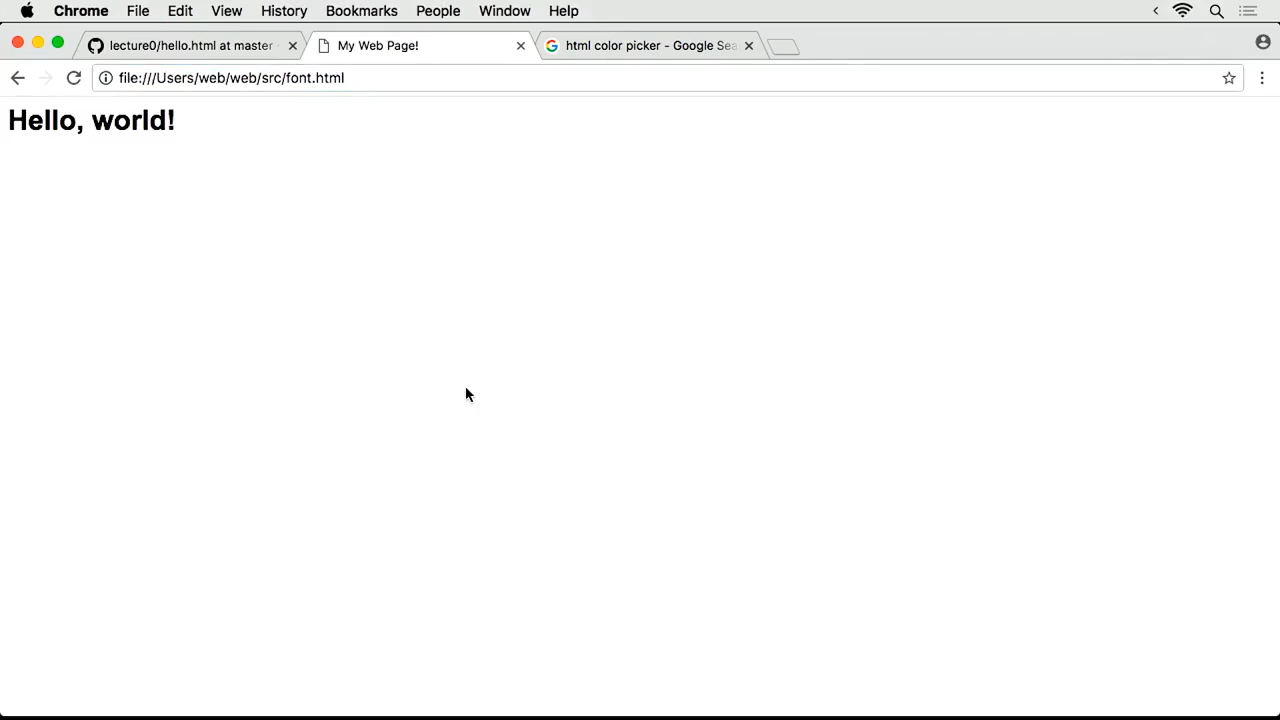 Chrome File Edit View History Bookmarks People Window Help
lecture0/hello.html at master
My Web Page!
html color picker - Google Sea
file:///Users/web/web/src/font.html
Hello, world!